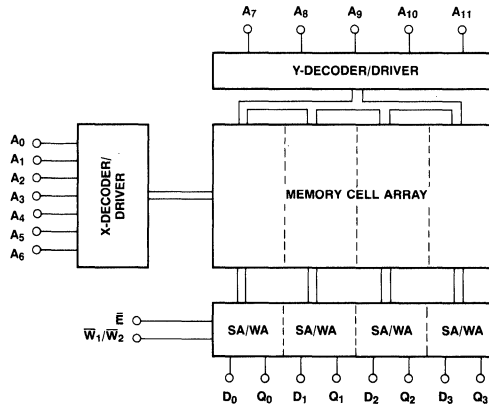 A7 A8 A9 A10 A11
Y-DECODER/DRIVER
A0
A1
A2
A3
A4
A5
A6
X-DECODER/
DRIVER
MEMORY CELL ARRAY
E̅
W̅1/W̅2
SA/WA SA/WA SA/WA SA/WA
D0 Q0 D1 Q1 D2 Q2 D3 Q3